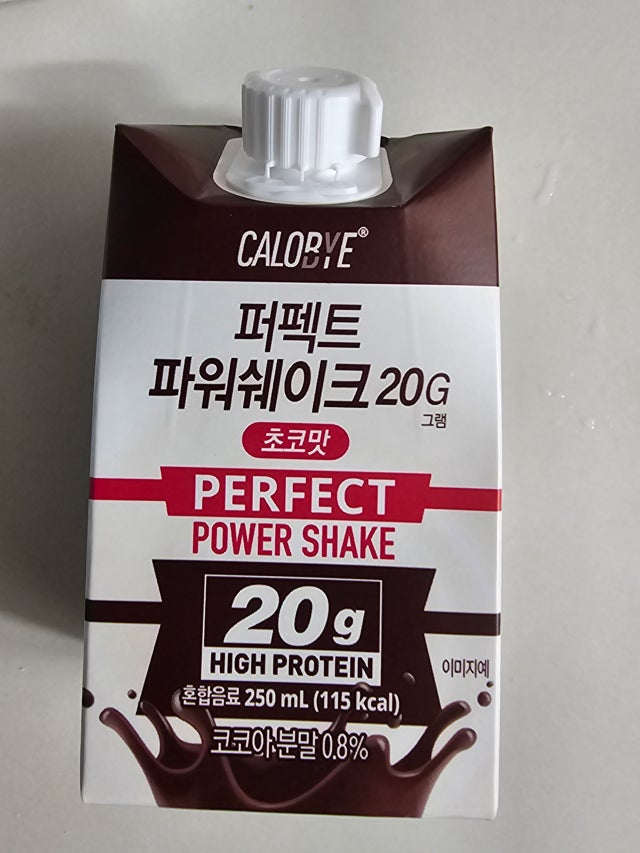 CALOBYE®
퍼펙트
파워쉐이크 20G
그램
초코맛
PERFECT
POWER SHAKE
20g
HIGH PROTEIN
이미지예
혼합음료 250 mL (115 kcal)
코코아분말 0.8%